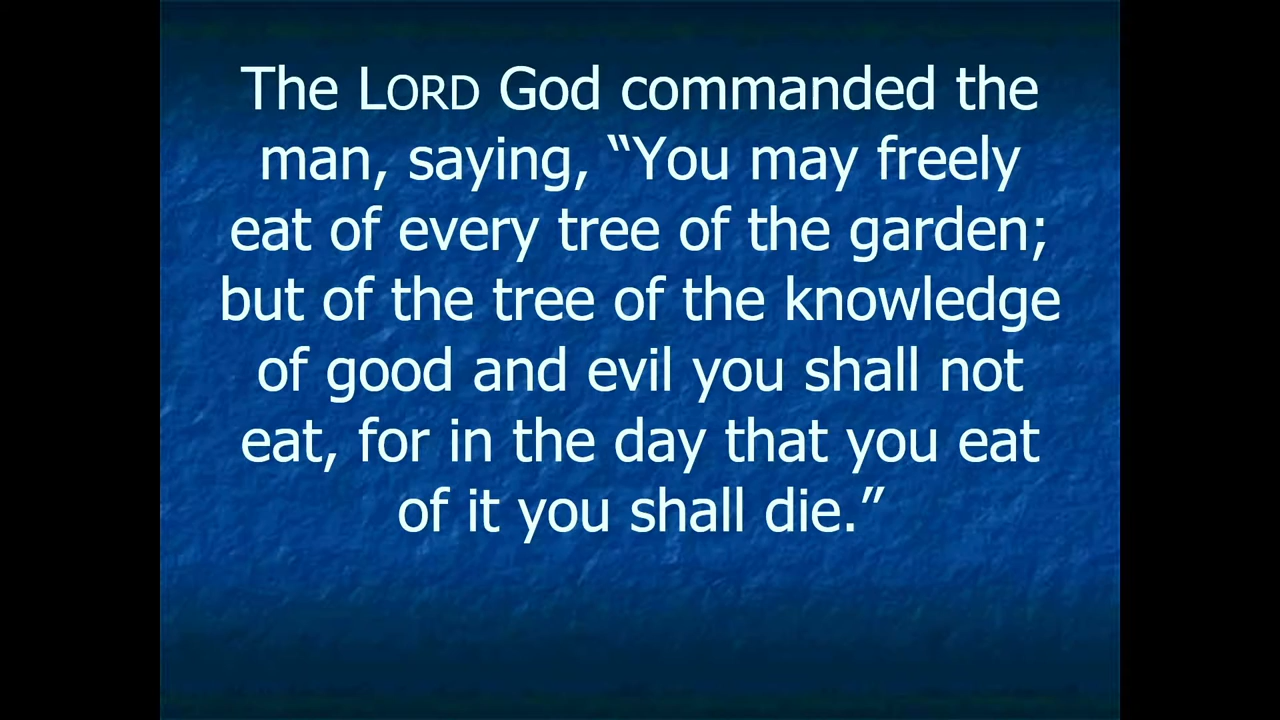 The LORD God commanded the
man, saying, “You may freely
eat of every tree of the garden;
but of the tree of the knowledge
of good and evil you shall not
eat, for in the day that you eat
of it you shall die.”